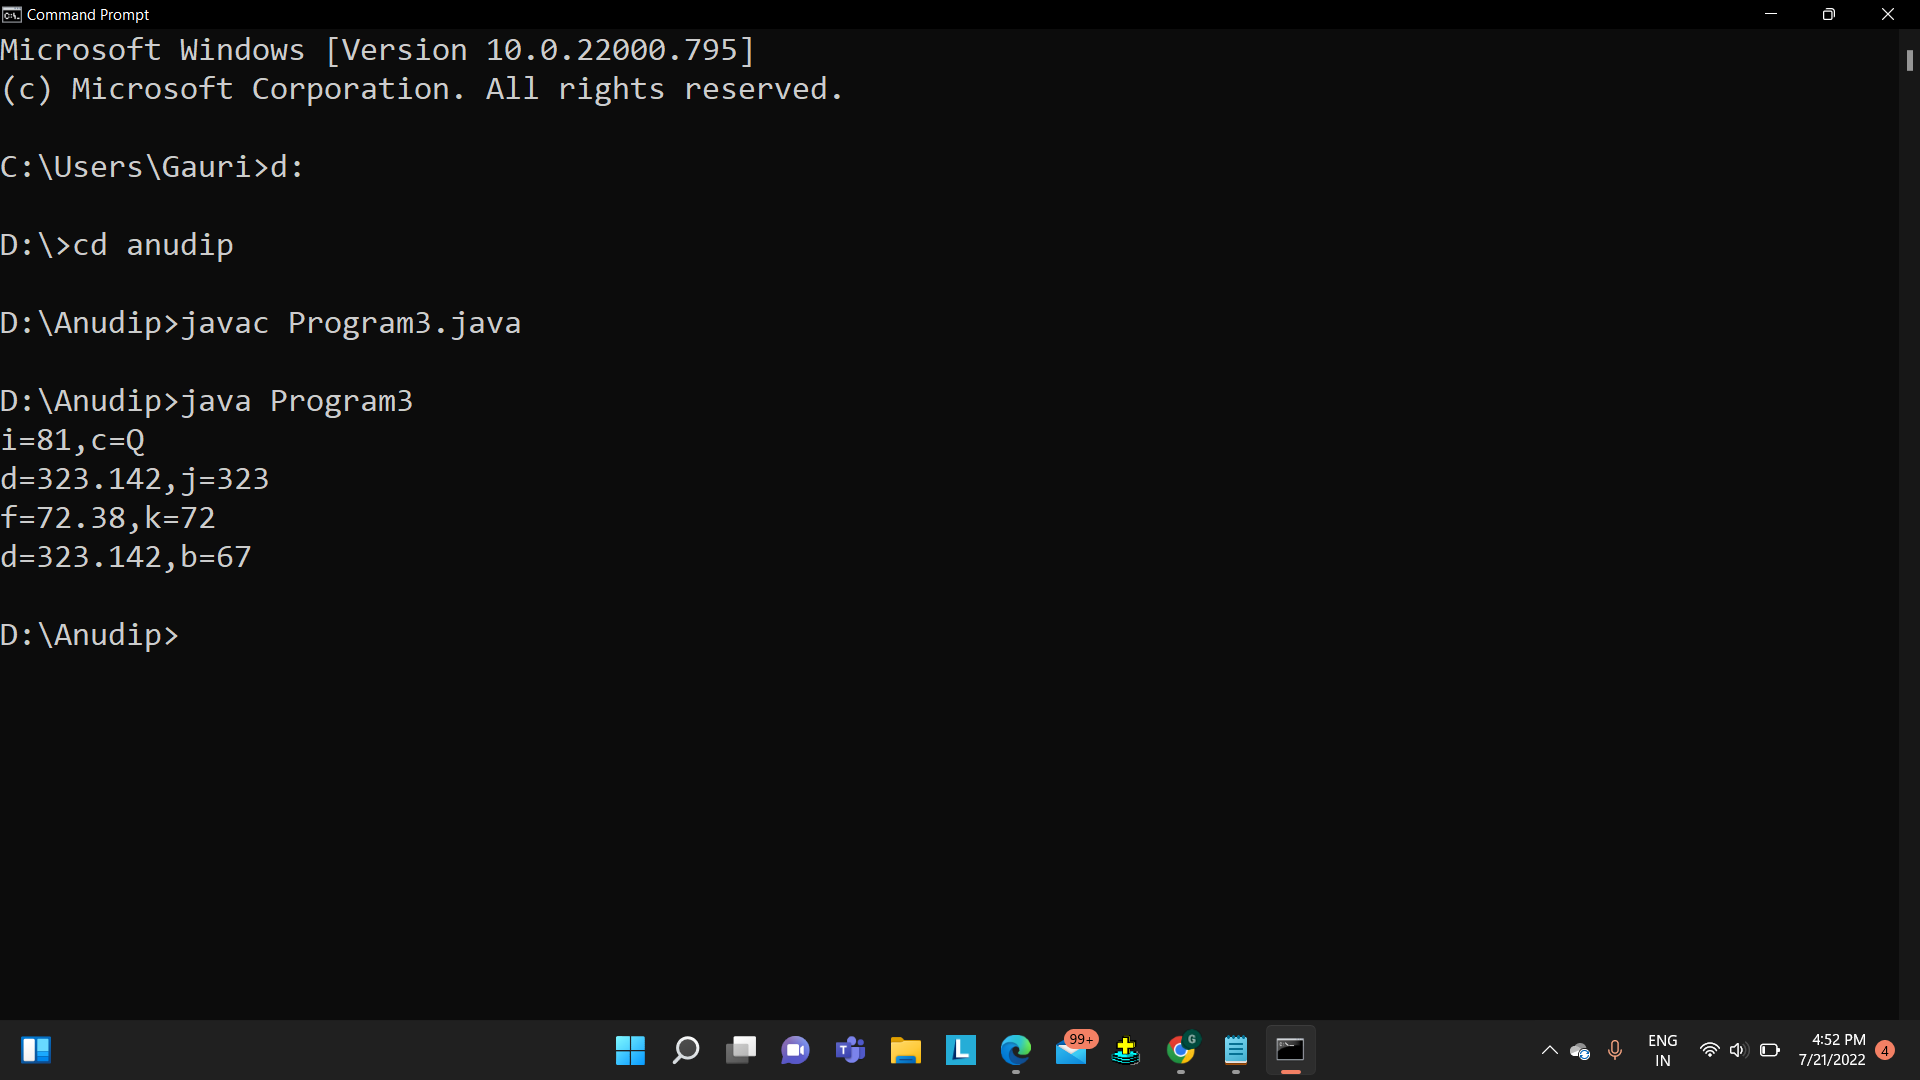 Command Prompt
Microsoft Windows [Version 10.0.22000.795]
(c) Microsoft Corporation. All rights reserved.
C:\Users\Gauri>d:
D:\>cd anudip
D:\Anudip>javac Program3.java
D:\Anudip>java Program3
i=81,c=Q
d=323.142,j=323
f=72.38,k=72
d=323.142,b=67
D:\Anudip>
T
L
99+
G
ENG
IN
4:52 PM
7/21/2022
4